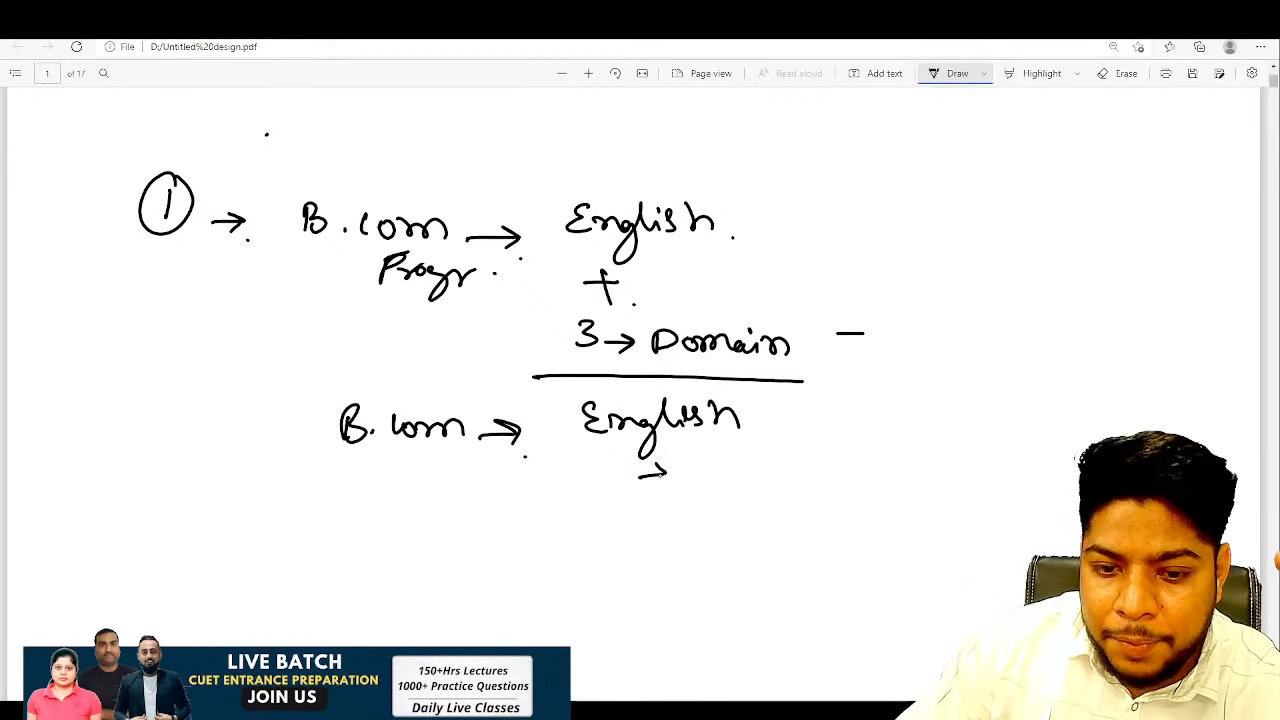 File D:/Untitled%20design.pdf
1 of 17 Page view Read aloud Add text Draw Highlight Erase
1 → B.com → English
Progr.
+
3 → Domain –
B.com → English
→
LIVE BATCH
CUET ENTRANCE PREPARATION
JOIN US
150+Hrs Lectures
1000+ Practice Questions
Daily Live Classes